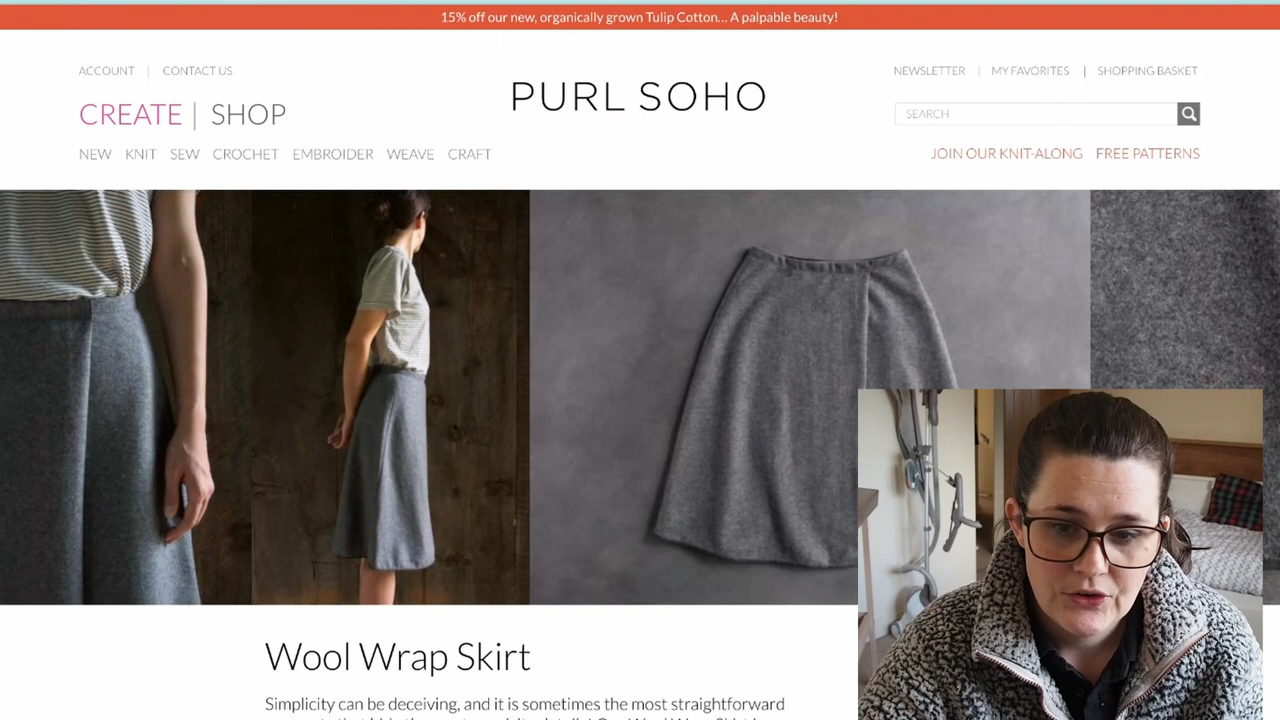 15% off our new, organically grown Tulip Cotton... A palpable beauty!
ACCOUNT | CONTACT US
PURL SOHO
NEWSLETTER | MY FAVORITES | SHOPPING BASKET
CREATE | SHOP
SEARCH
NEW KNIT SEW CROCHET EMBROIDER WEAVE CRAFT
JOIN OUR KNIT-ALONG FREE PATTERNS
Wool Wrap Skirt
Simplicity can be deceiving, and it is sometimes the most straightforward